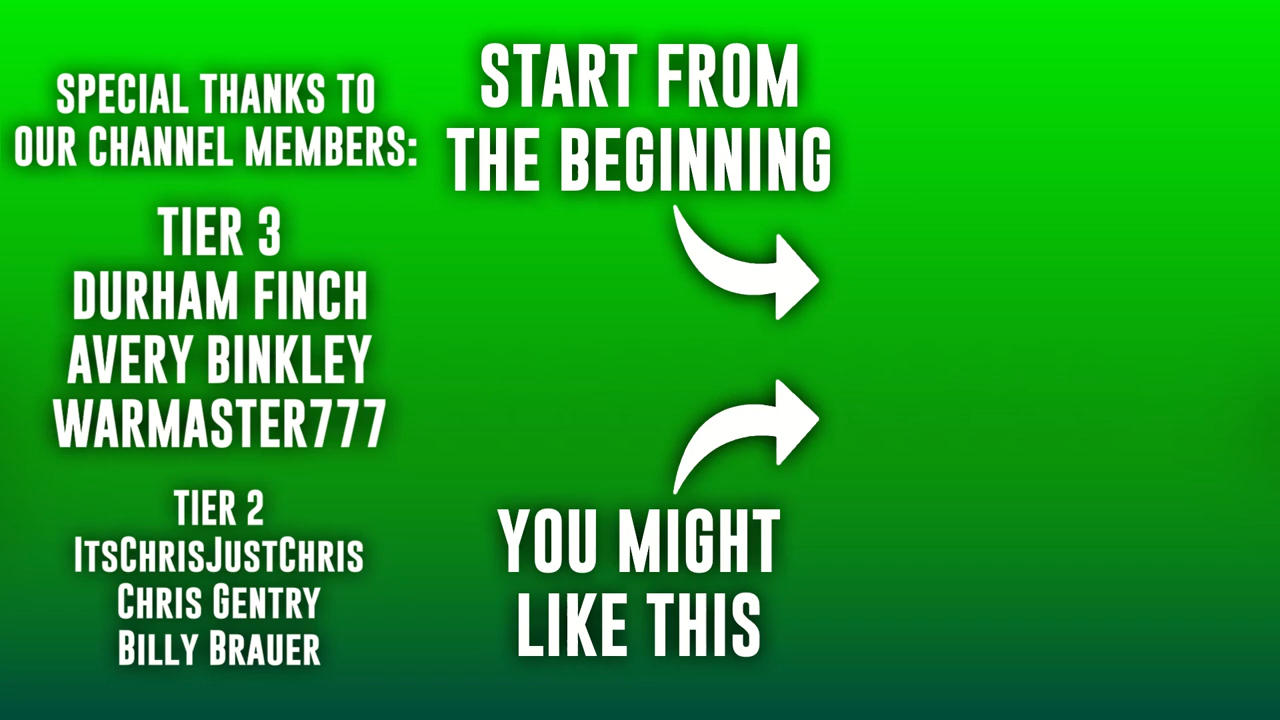 SPECIAL THANKS TO
OUR CHANNEL MEMBERS:
TIER 3
DURHAM FINCH
AVERY BINKLEY
WARMASTER777
TIER 2
ITSCHRISJUSTCHRIS
CHRIS GENTRY
BILLY BRAUER
START FROM
THE BEGINNING
YOU MIGHT
LIKE THIS